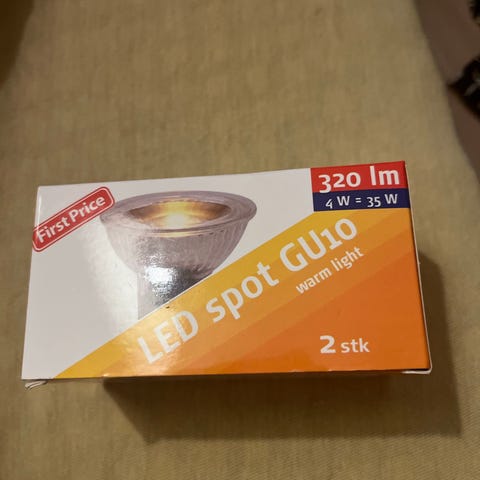 First Price
320 lm
4 W = 35 W
LED spot GU10
warm light
2 stk